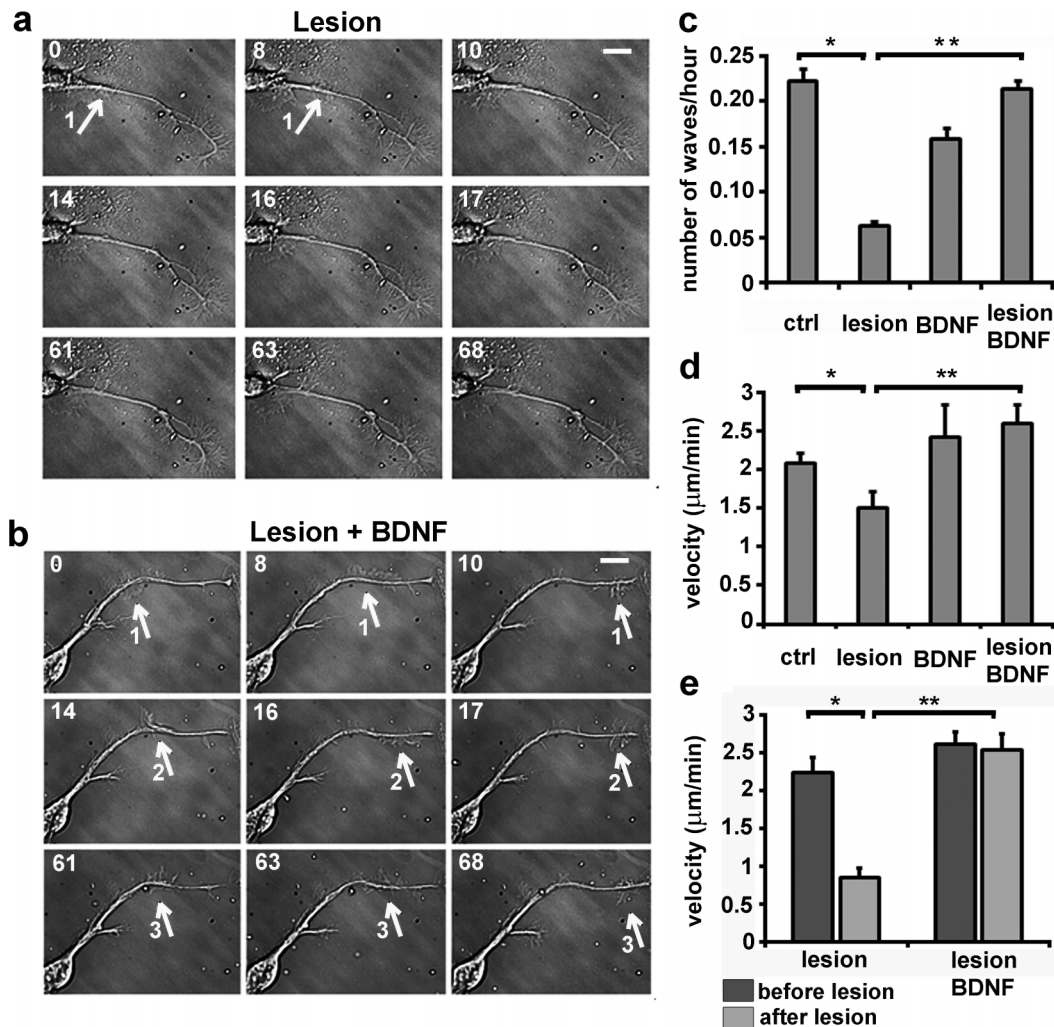 a
Lesion
0 8 10
1 1
14 16 17
61 63 68
b
Lesion + BDNF
0 8 10
1 1 1
14 16 17
2 2 2
61 63 68
3 3 3
c
* **
number of waves/hour
0.25
0.20
0.15
0.10
0.05
0
ctrl lesion BDNF lesion
BDNF
d
* **
velocity (μm/min)
3
2.5
2
1.5
1
0.5
0
ctrl lesion BDNF lesion
BDNF
e
* **
velocity (μm/min)
3
2.5
2
1.5
1
0.5
0
lesion lesion
BDNF
before lesion
after lesion